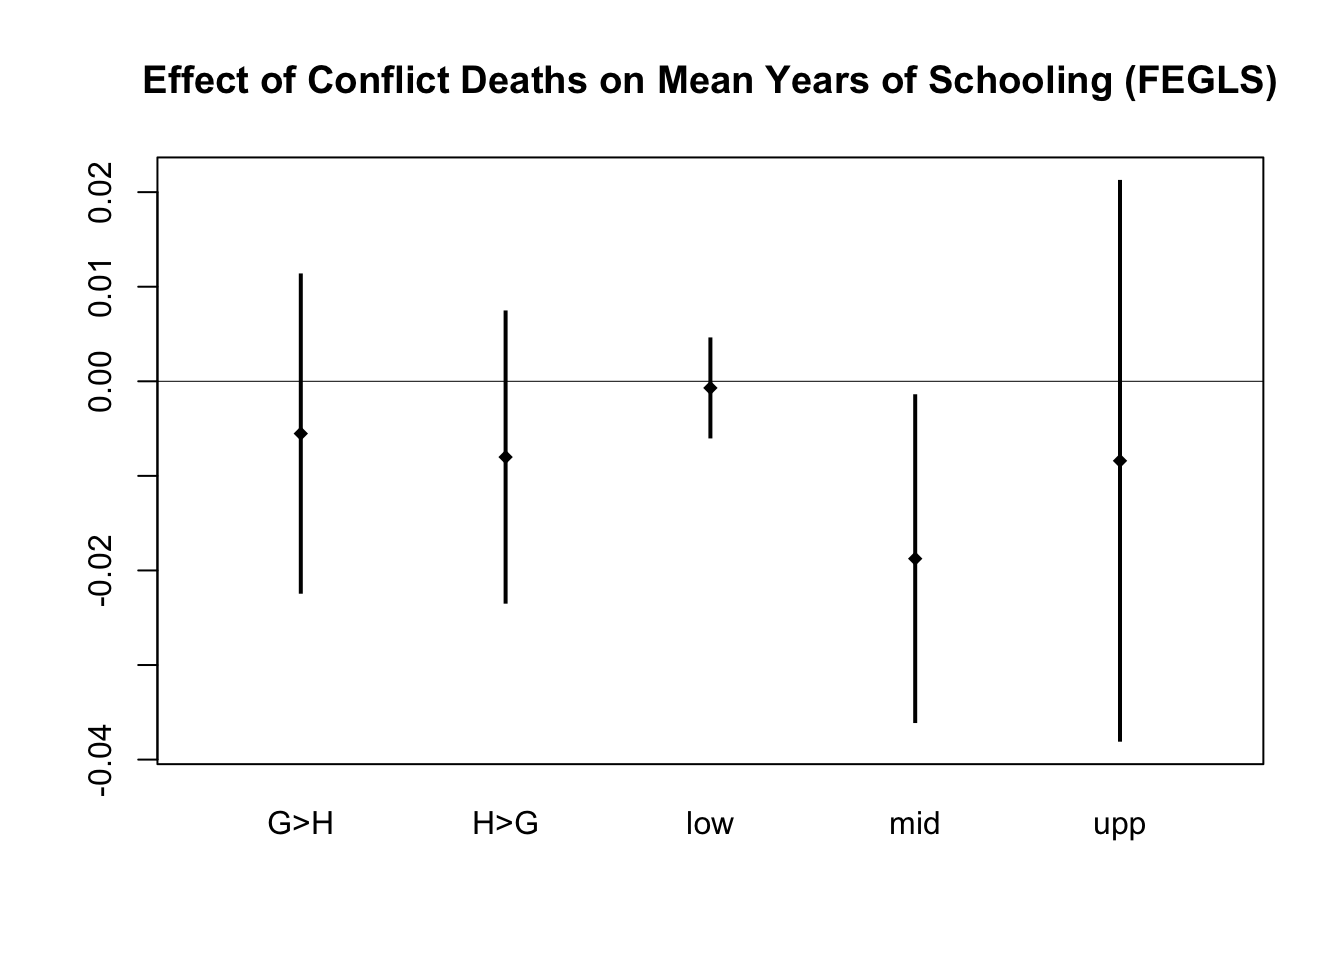 Effect of Conflict Deaths on Mean Years of Schooling (FEGLS)
0.02
0.01
0.00
-0.02
-0.04
G>H H>G low mid upp